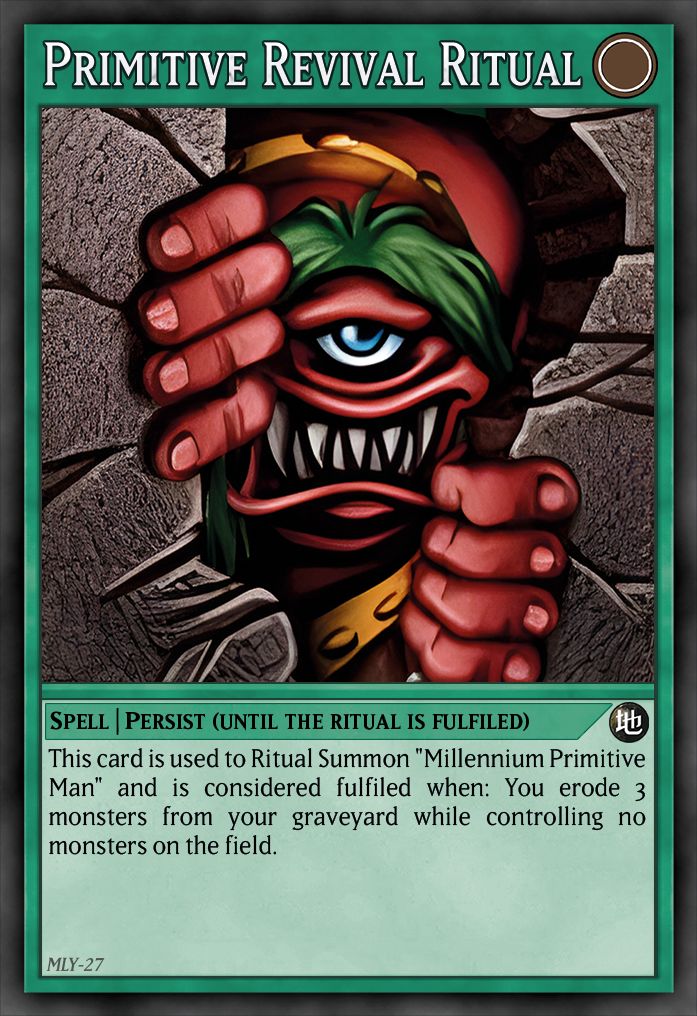 Primitive Revival Ritual
Spell | Persist (until the ritual is fulfiled)
This card is used to Ritual Summon "Millennium Primitive
Man" and is considered fulfiled when: You erode 3
monsters from your graveyard while controlling no
monsters on the field.
MLY-27